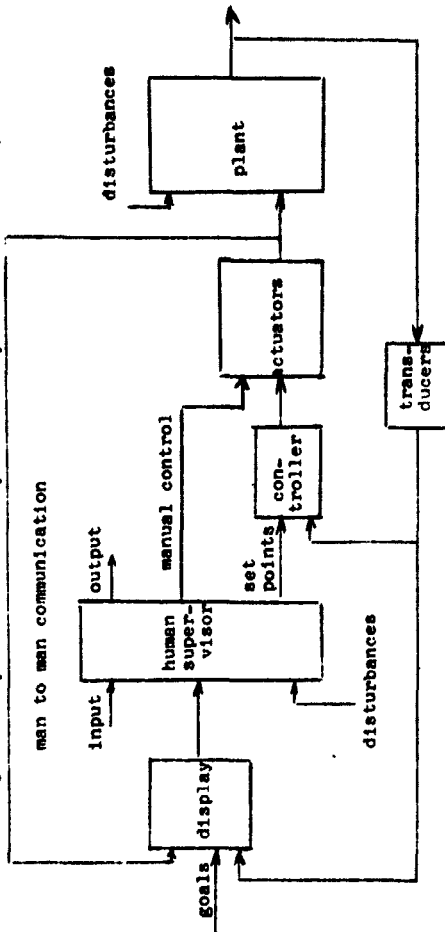 man to man communication
input
output
goals
display
human
super-
visor
manual control
set
points
con-
troller
disturbances
actuators
disturbances
plant
trans-
ducers